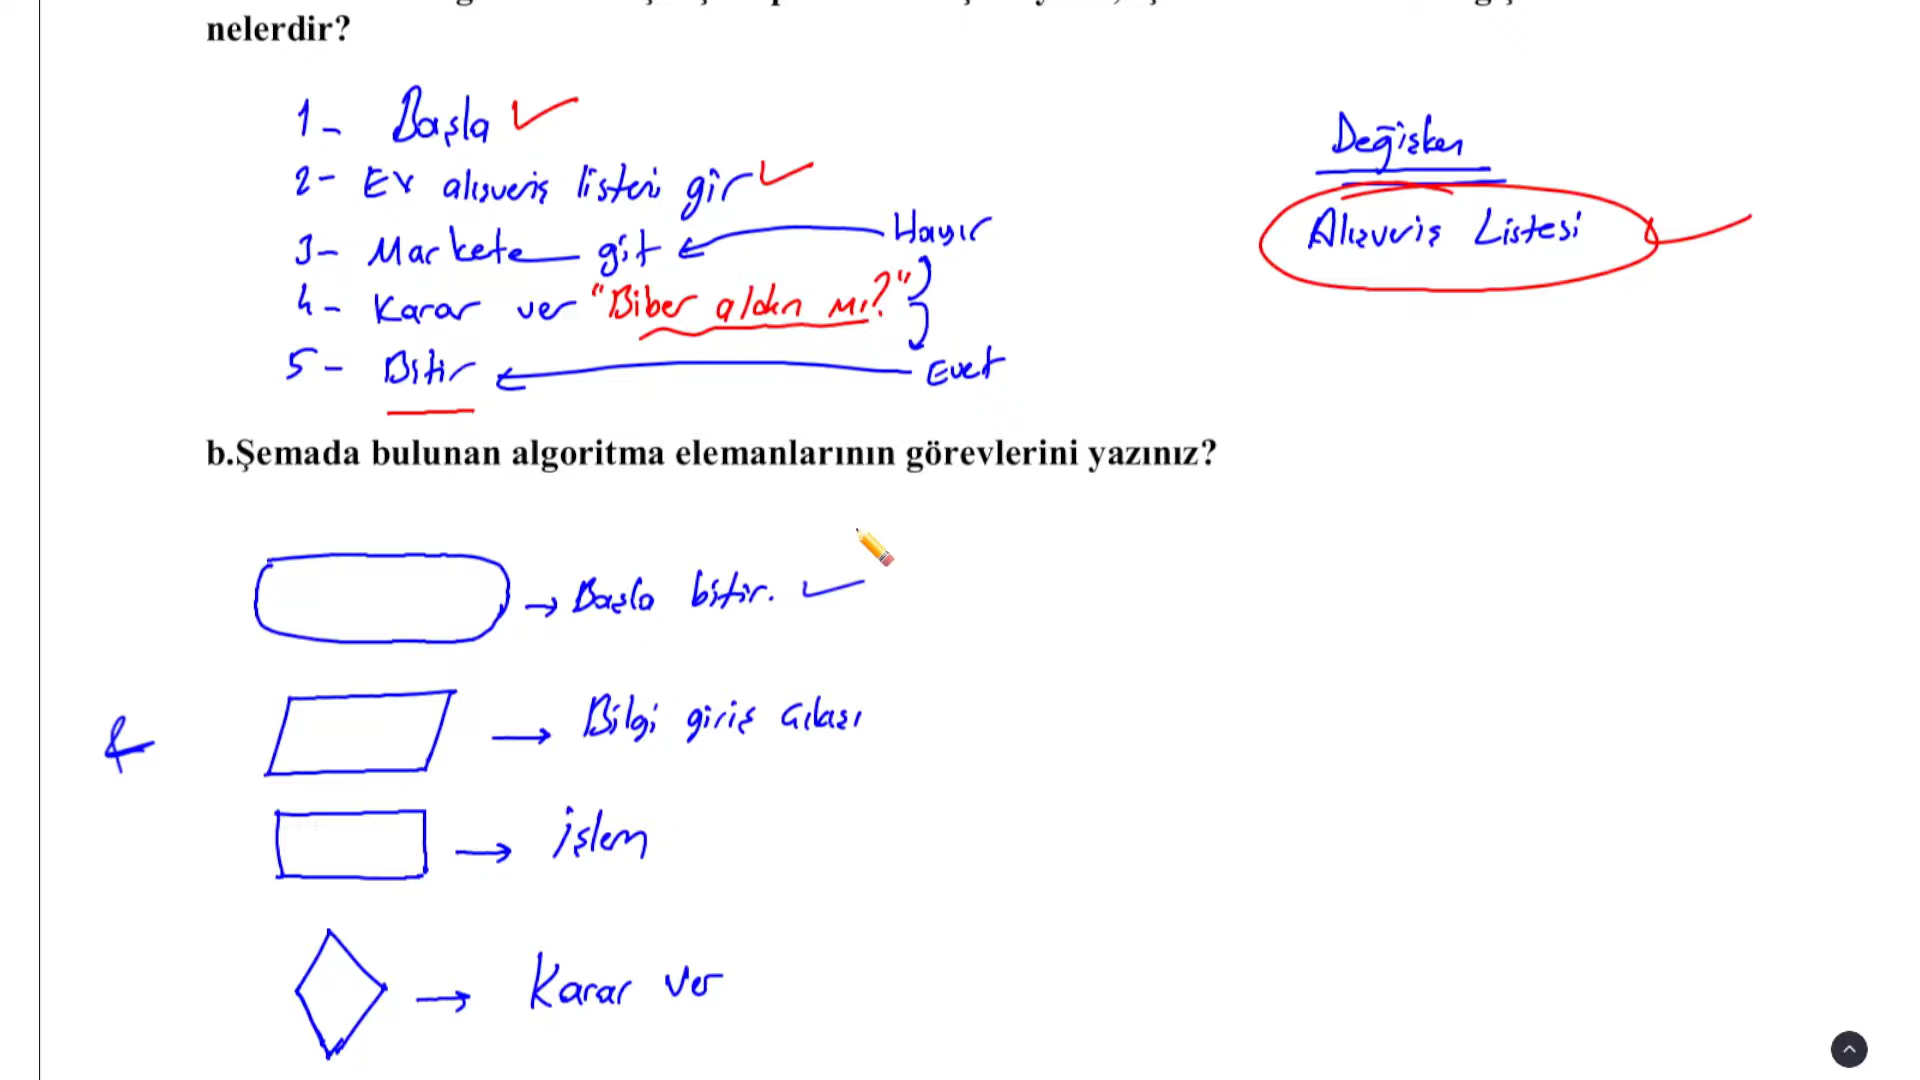 nelerdir?
1- Başla
2- Ev alışveriş listesi gir
3- Markete git Hayır
4- Karar ver "Biber aldın mı?"
5- Bitir Evet
Değişken
Alışveriş Listesi
b.Şemada bulunan algoritma elemanlarının görevlerini yazınız?
→ Başla bitir.
→ Bilgi giriş çıkışı
→ işlem
→ Karar ver